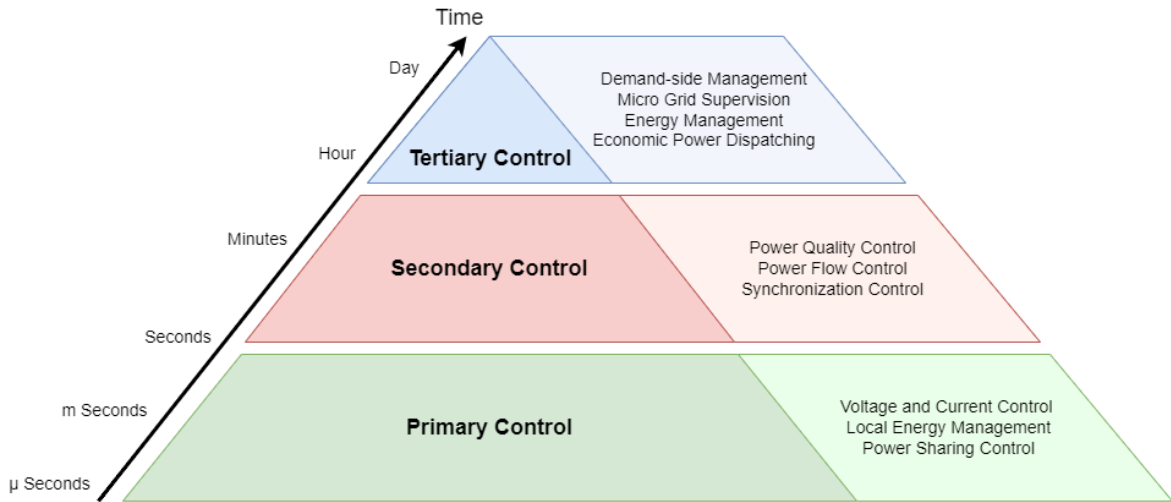 Time
Day
Hour
Minutes
Seconds
m Seconds
µ Seconds
Tertiary Control
Demand-side Management
Micro Grid Supervision
Energy Management
Economic Power Dispatching
Secondary Control
Power Quality Control
Power Flow Control
Synchronization Control
Primary Control
Voltage and Current Control
Local Energy Management
Power Sharing Control